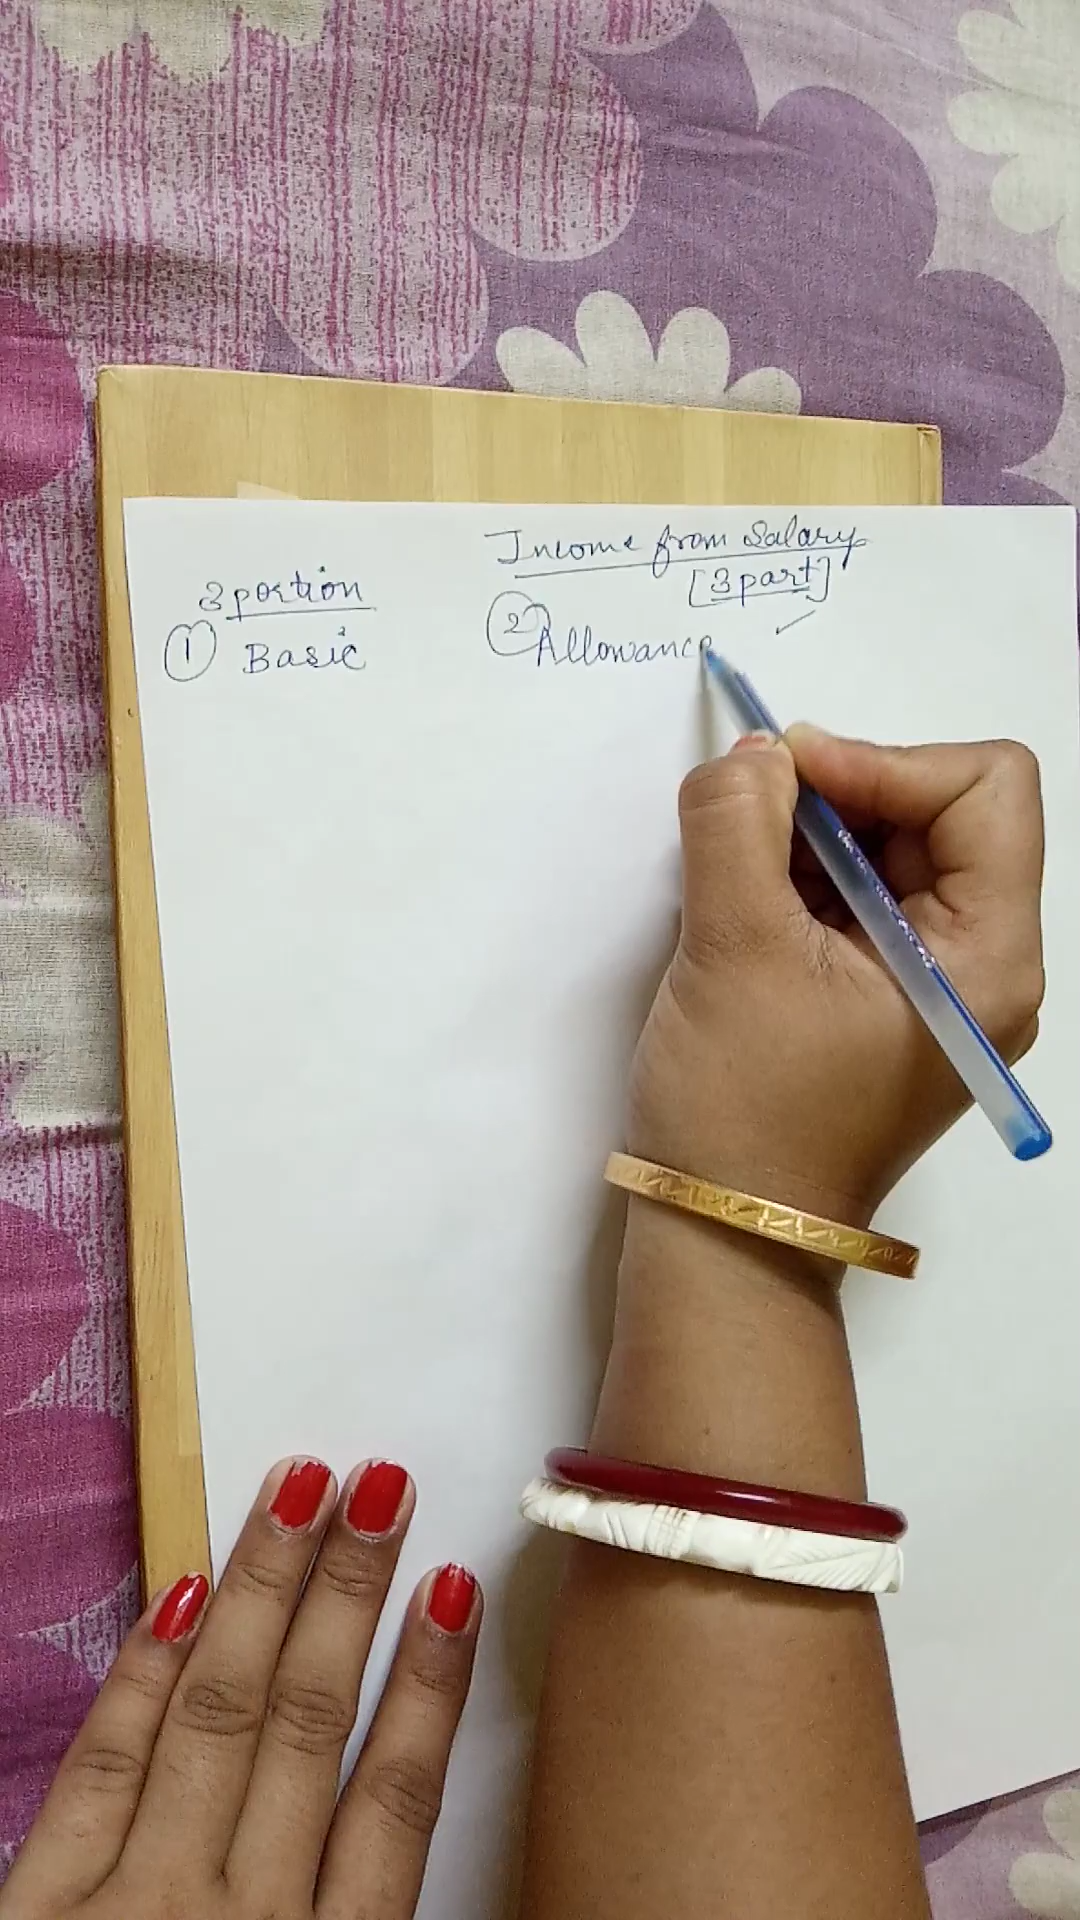 Income from Salary
[3 part]
3 portion
① Basic
② Allowance